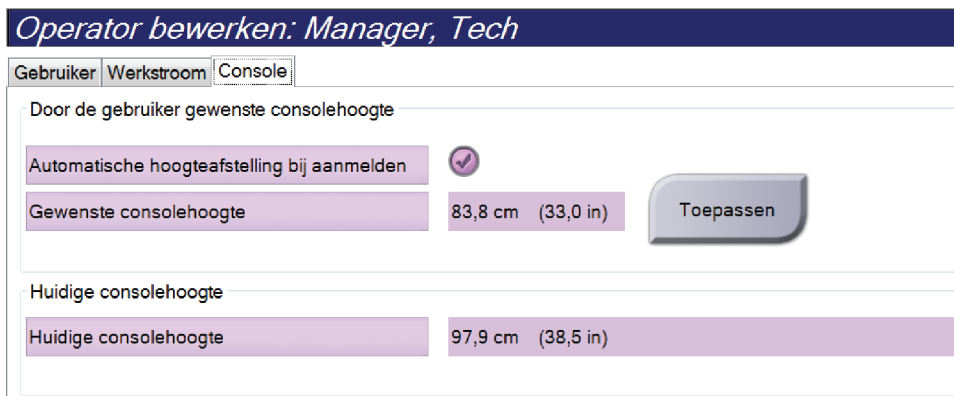 Operator bewerken: Manager, Tech
Gebruiker Werkstroom Console
Door de gebruiker gewenste consolehoogte
Automatische hoogteafstelling bij aanmelden
Gewenste consolehoogte 83,8 cm (33,0 in) Toepassen
Huidige consolehoogte
Huidige consolehoogte 97,9 cm (38,5 in)